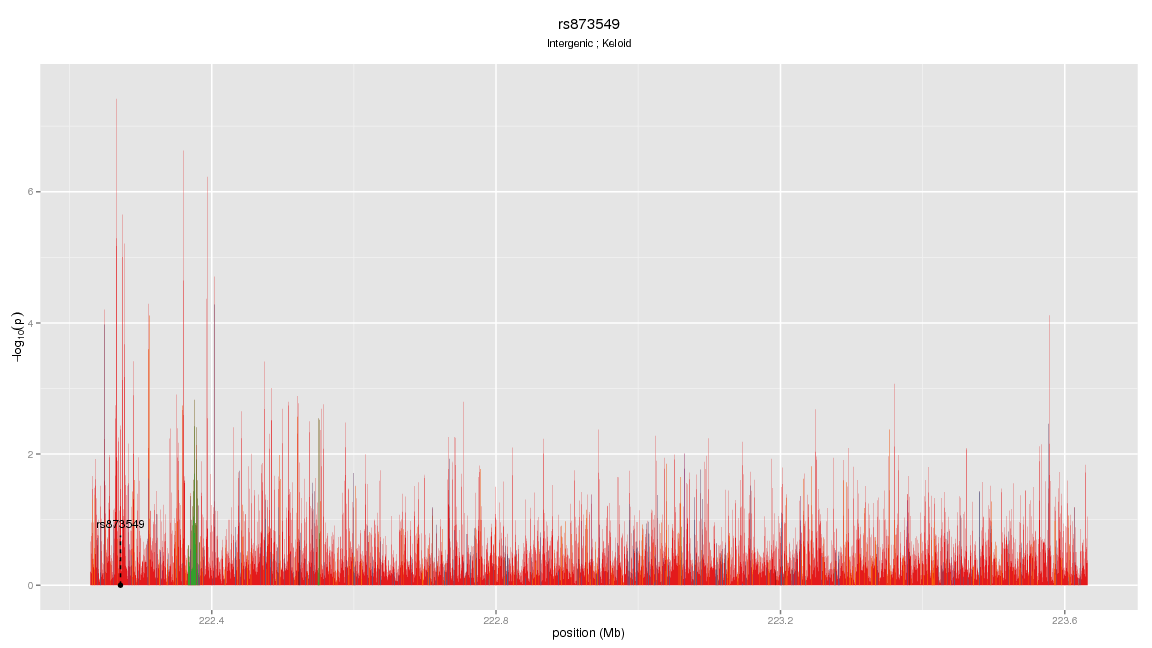 rs873549
Intergenic ; Keloid
6
4
2
0
−log10(p)
rs873549
222.4
222.8
223.2
223.6
position (Mb)